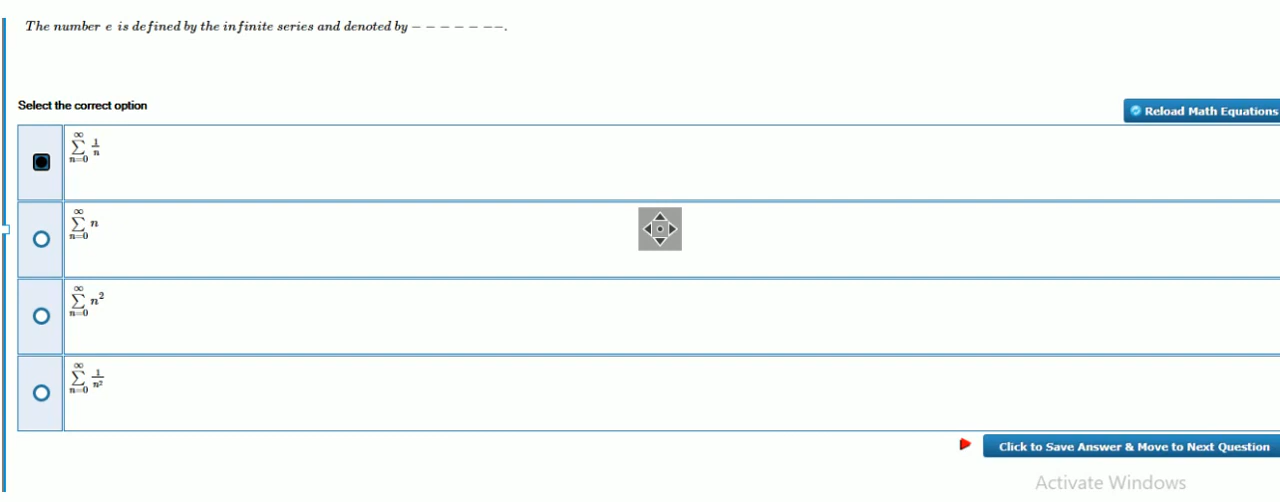 The number e is defined by the infinite series and denoted by − − − − − − −.
Select the correct option
Reload Math Equations
∞
∑ 1/n
n=0
∞
∑ n
n=0
∞
∑ n²
n=0
∞
∑ 1/n²
n=0
Click to Save Answer & Move to Next Question
Activate Windows